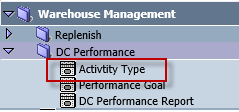 Warehouse Management
Replenish
DC Performance
Activtity Type
Performance Goal
DC Performance Report